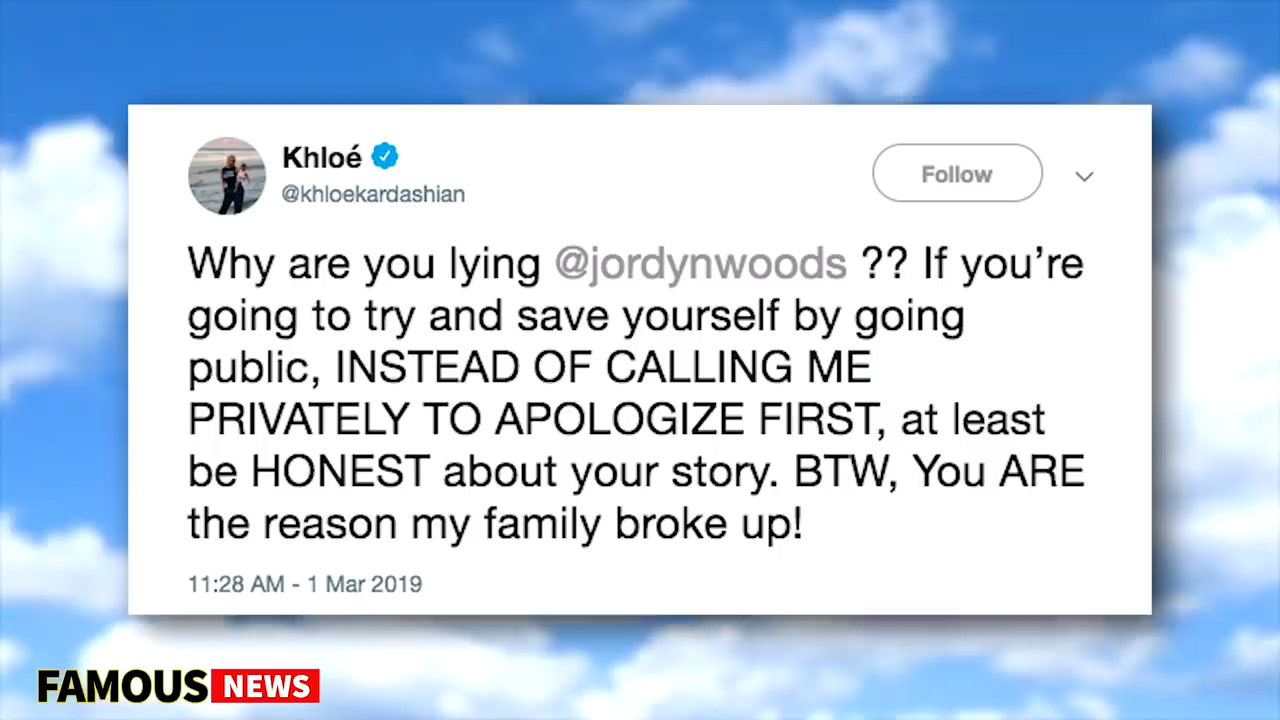 Khloé
@khloekardashian
Follow
Why are you lying @jordynwoods ?? If you’re
going to try and save yourself by going
public, INSTEAD OF CALLING ME
PRIVATELY TO APOLOGIZE FIRST, at least
be HONEST about your story. BTW, You ARE
the reason my family broke up!
11:28 AM - 1 Mar 2019
FAMOUS NEWS